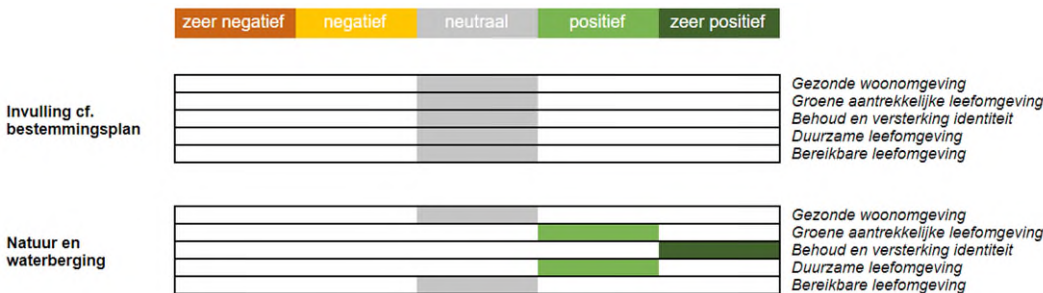 zeer negatief negatief neutraal positief zeer positief
Gezonde woonomgeving
Groene aantrekkelijke leefomgeving
Invulling cf.
bestemmingsplan
Behoud en versterking identiteit
Duurzame leefomgeving
Bereikbare leefomgeving
Gezonde woonomgeving
Groene aantrekkelijke leefomgeving
Natuur en
waterberging
Behoud en versterking identiteit
Duurzame leefomgeving
Bereikbare leefomgeving